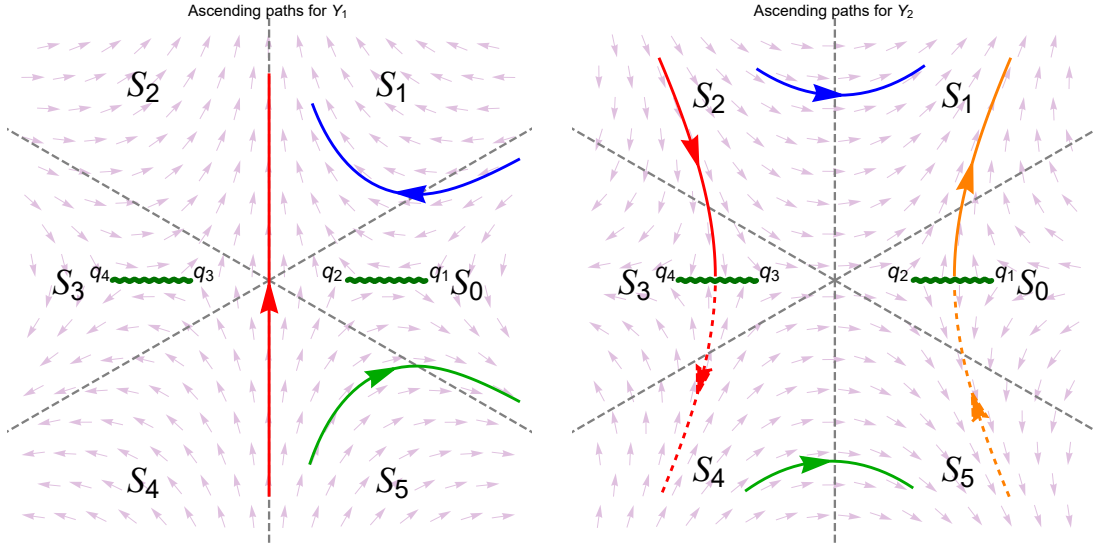 Ascending paths for Y1
S2 S1
q4 q3 q2 q1
S3 S0
S4 S5
Ascending paths for Y2
S2 S1
q4 q3 q2 q1
S3 S0
S4 S5